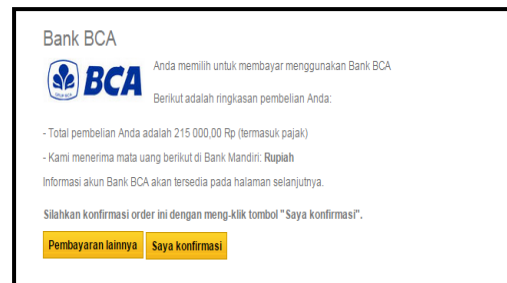 Bank BCA
BCA
Anda memilih untuk membayar menggunakan Bank BCA
Berikut adalah ringkasan pembelian Anda:
- Total pembelian Anda adalah 215 000,00 Rp (termasuk pajak)
- Kami menerima mata uang berikut di Bank Mandiri: Rupiah
Informasi akun Bank BCA akan tersedia pada halaman selanjutnya.
Silahkan konfirmasi order ini dengan meng-klik tombol "Saya konfirmasi".
Pembayaran lainnya Saya konfirmasi